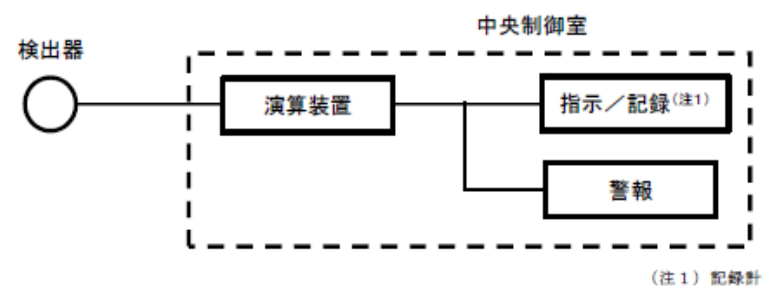 中央制御室
検出器
演算装置
指示／記録(注1)
警報
(注1) 記録計